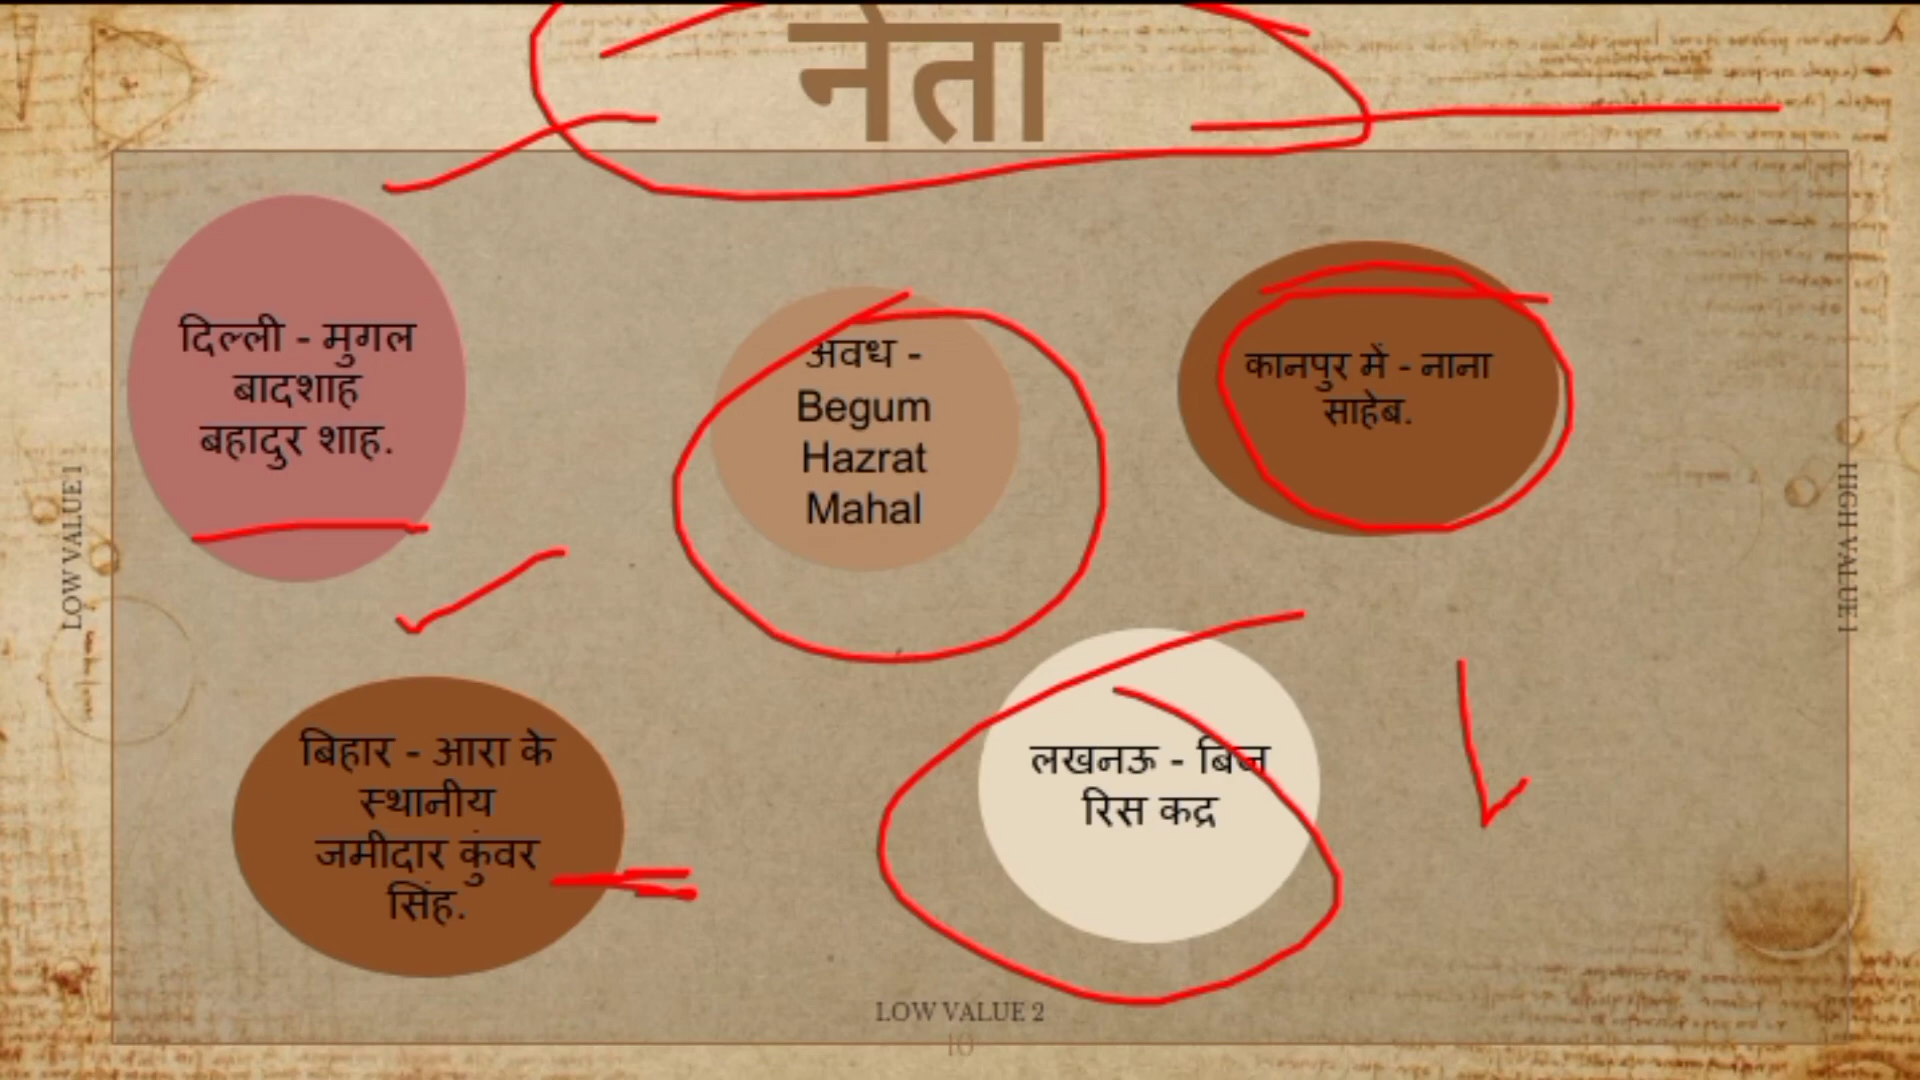 नेता
दिल्ली - मुगल
बादशाह
बहादुर शाह.
अवध -
Begum
Hazrat
Mahal
कानपुर में - नाना
साहेब.
बिहार - आरा के
स्थानीय
जमीदार कुंवर
सिंह.
लखनऊ - बिज
रिस कद्र
LOW VALUE 1
HIGH VALUE 1
LOW VALUE 2
10